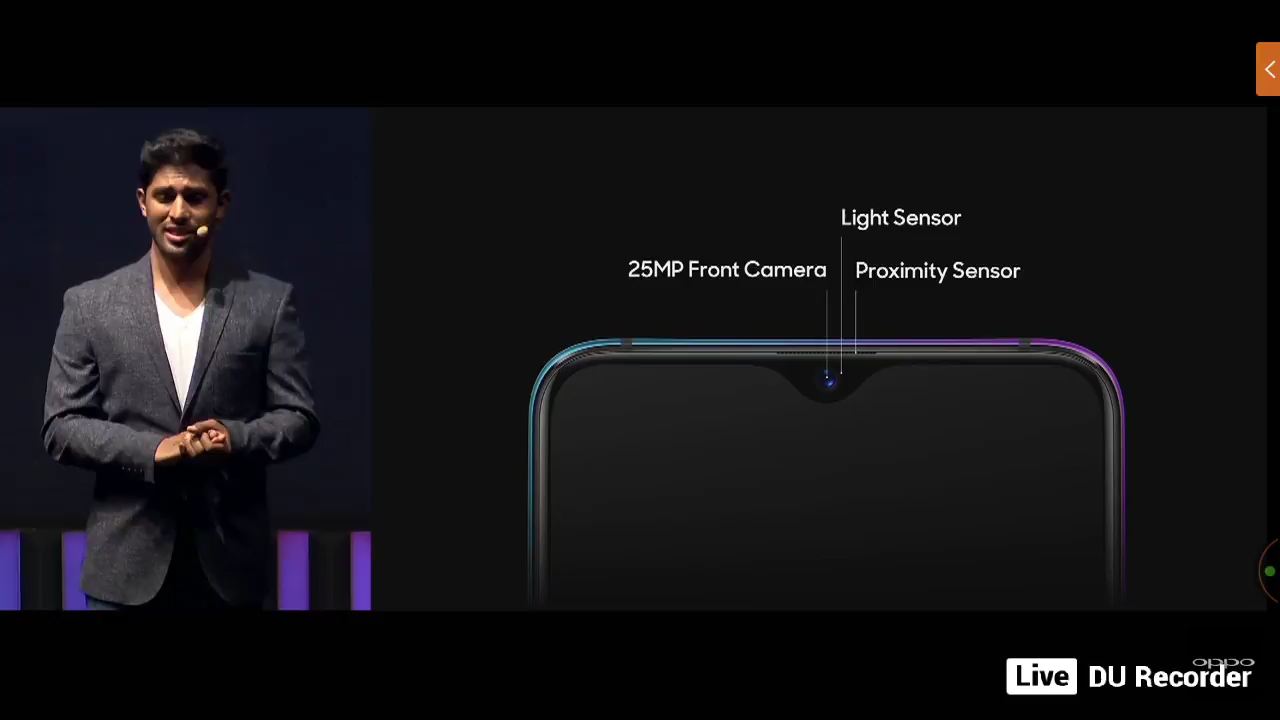 Light Sensor
25MP Front Camera
Proximity Sensor
oppo
Live DU Recorder